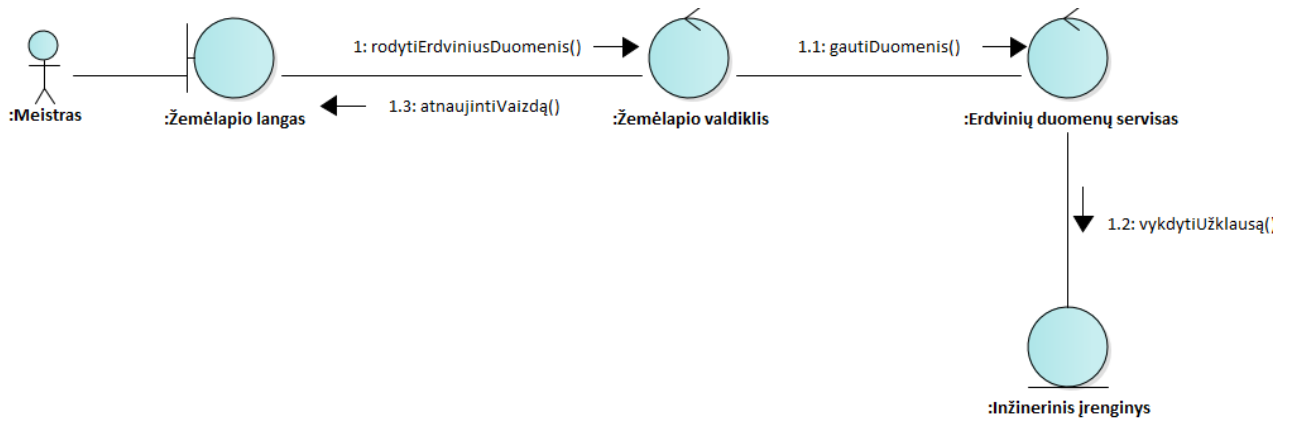 1: rodytiErdviniusDuomenis()
1.1: gautiDuomenis()
1.3: atnaujintiVaizdą()
:Meistras
:Žemėlapio langas
:Žemėlapio valdiklis
:Erdvinių duomenų servisas
1.2: vykdytiUžklausą()
:Inžinerinis įrenginys